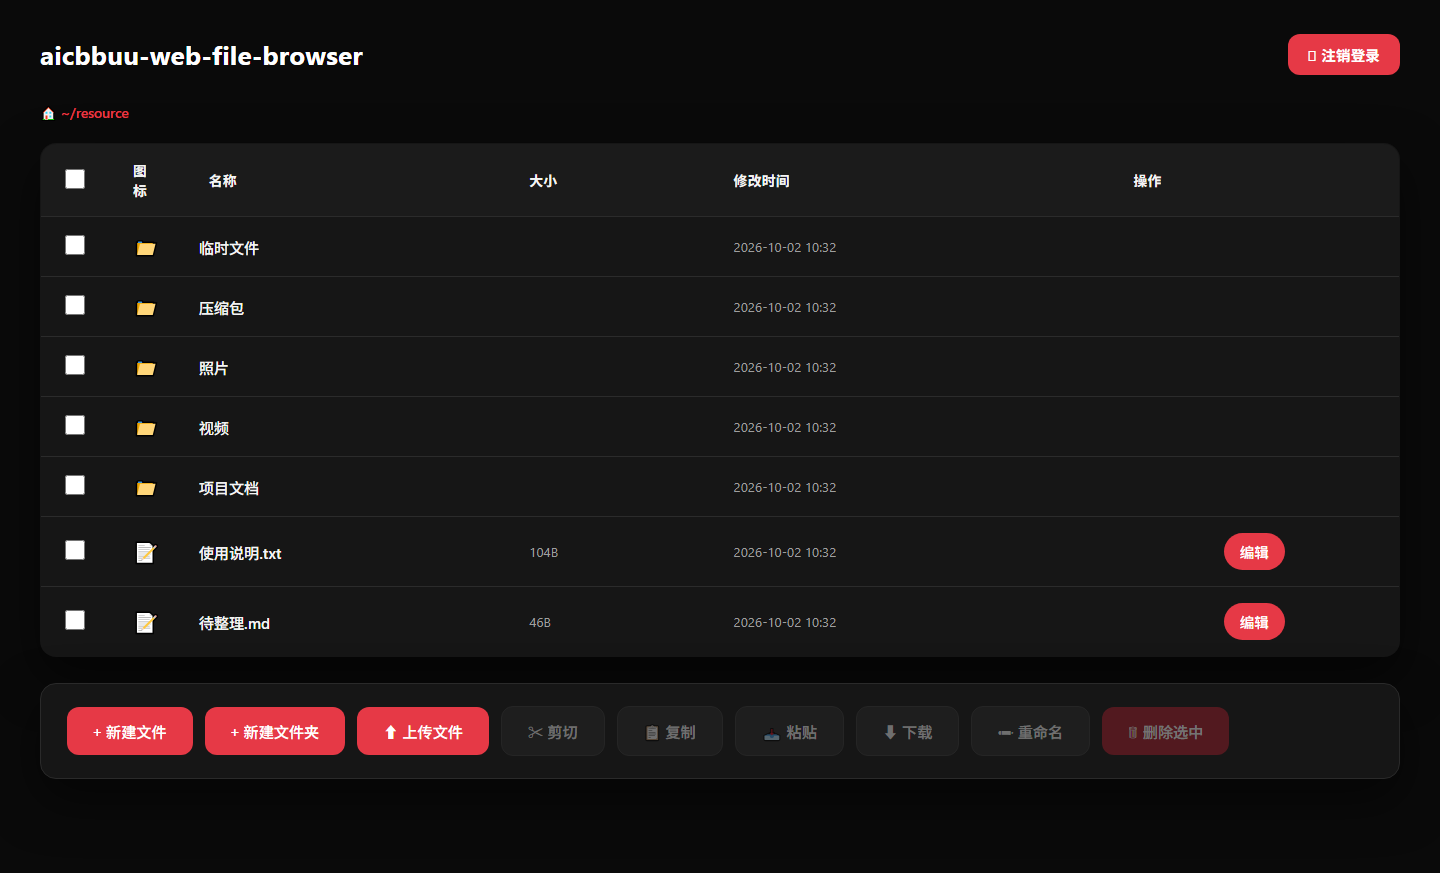 aicbbuu-web-file-browser
注销登录
~/resource
图标 名称 大小 修改时间 操作
临时文件 2026-10-02 10:32
压缩包 2026-10-02 10:32
照片 2026-10-02 10:32
视频 2026-10-02 10:32
项目文档 2026-10-02 10:32
使用说明.txt 104B 2026-10-02 10:32 编辑
待整理.md 46B 2026-10-02 10:32 编辑
+ 新建文件 + 新建文件夹 上传文件 剪切 复制 粘贴 下载 重命名 删除选中